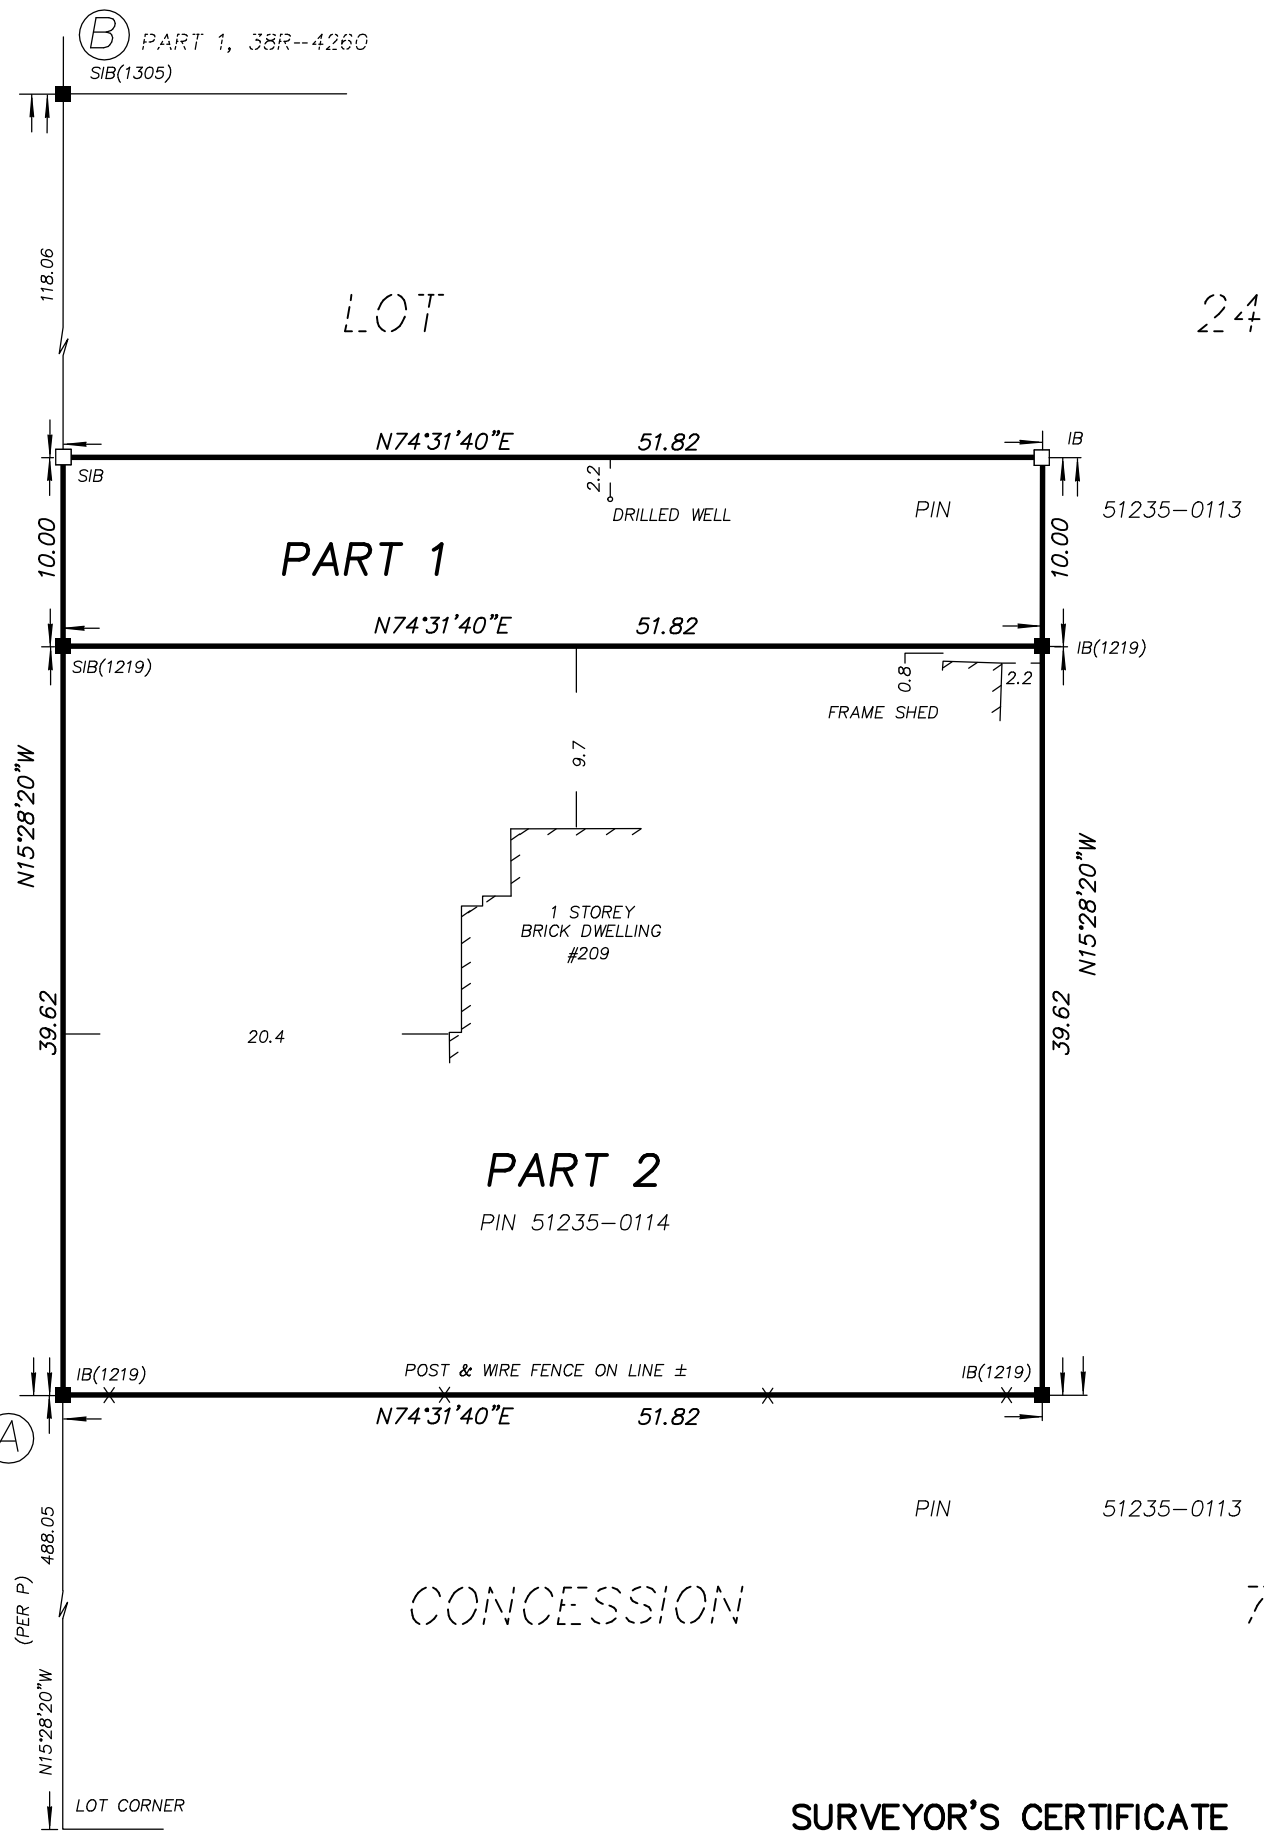 B PART 1, 38R-4260
SIB(1305)
118.06
LOT 24
N74°31'40"E 51.82
IB
SIB
2.2
DRILLED WELL
PIN 51235-0113
10.00
PART 1
10.00
N74°31'40"E 51.82
SIB(1219)
IB(1219)
0.8
2.2
FRAME SHED
9.7
N15°28'20"W
N15°28'20"W
1 STOREY
BRICK DWELLING
#209
39.62
39.62
20.4
PART 2
PIN 51235-0114
IB(1219)
POST & WIRE FENCE ON LINE ±
IB(1219)
N74°31'40"E 51.82
A
488.05
PIN 51235-0113
(PER P)
CONCESSION 7
N15°28'20"W
LOT CORNER
SURVEYOR'S CERTIFICATE